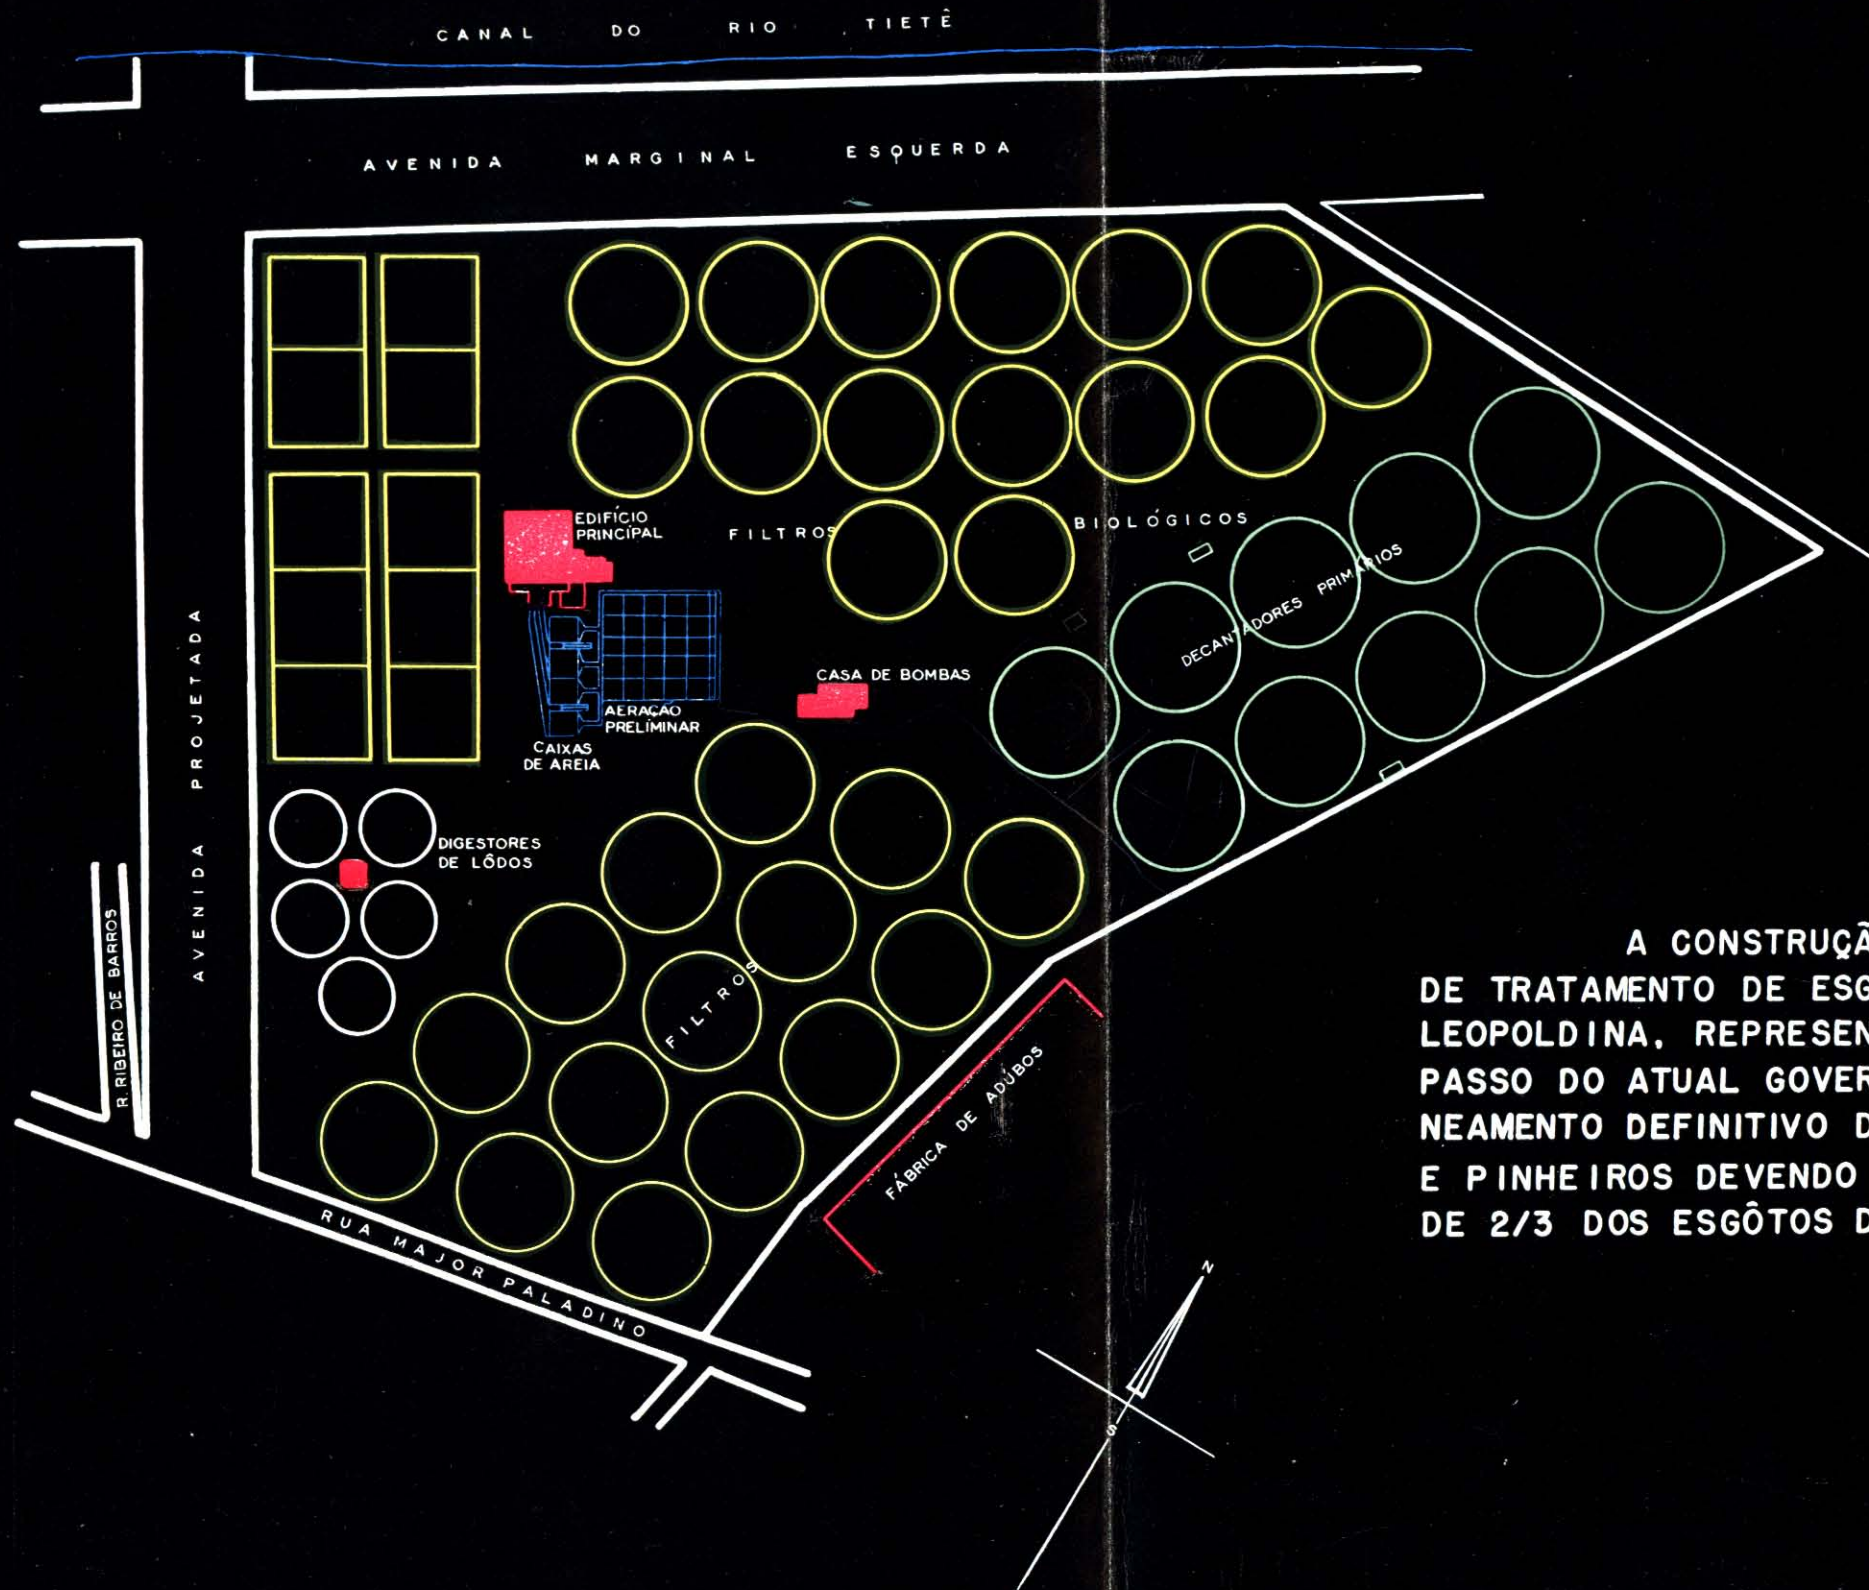 CANAL DO RIO TIETÊ
AVENIDA MARGINAL ESQUERDA
EDIFÍCIO
PRINCIPAL
FILTROS BIOLÓGICOS
DECANTADORES PRIMÁRIOS
CASA DE BOMBAS
AERAÇÃO
PRELIMINAR
CAIXAS
DE AREIA
AVENIDA PROJETADA
DIGESTORES
DE LÔDOS
R. RIBEIRO DE BARROS
FILTROS
FÁBRICA DE ADUBOS
RUA MAJOR PALADINO
N
S
A CONSTRUÇÃ
DE TRATAMENTO DE ESG
LEOPOLDINA, REPRESEN
PASSO DO ATUAL GOVER
NEAMENTO DEFINITIVO D
E PINHEIROS DEVENDO
DE 2/3 DOS ESGÔTOS D